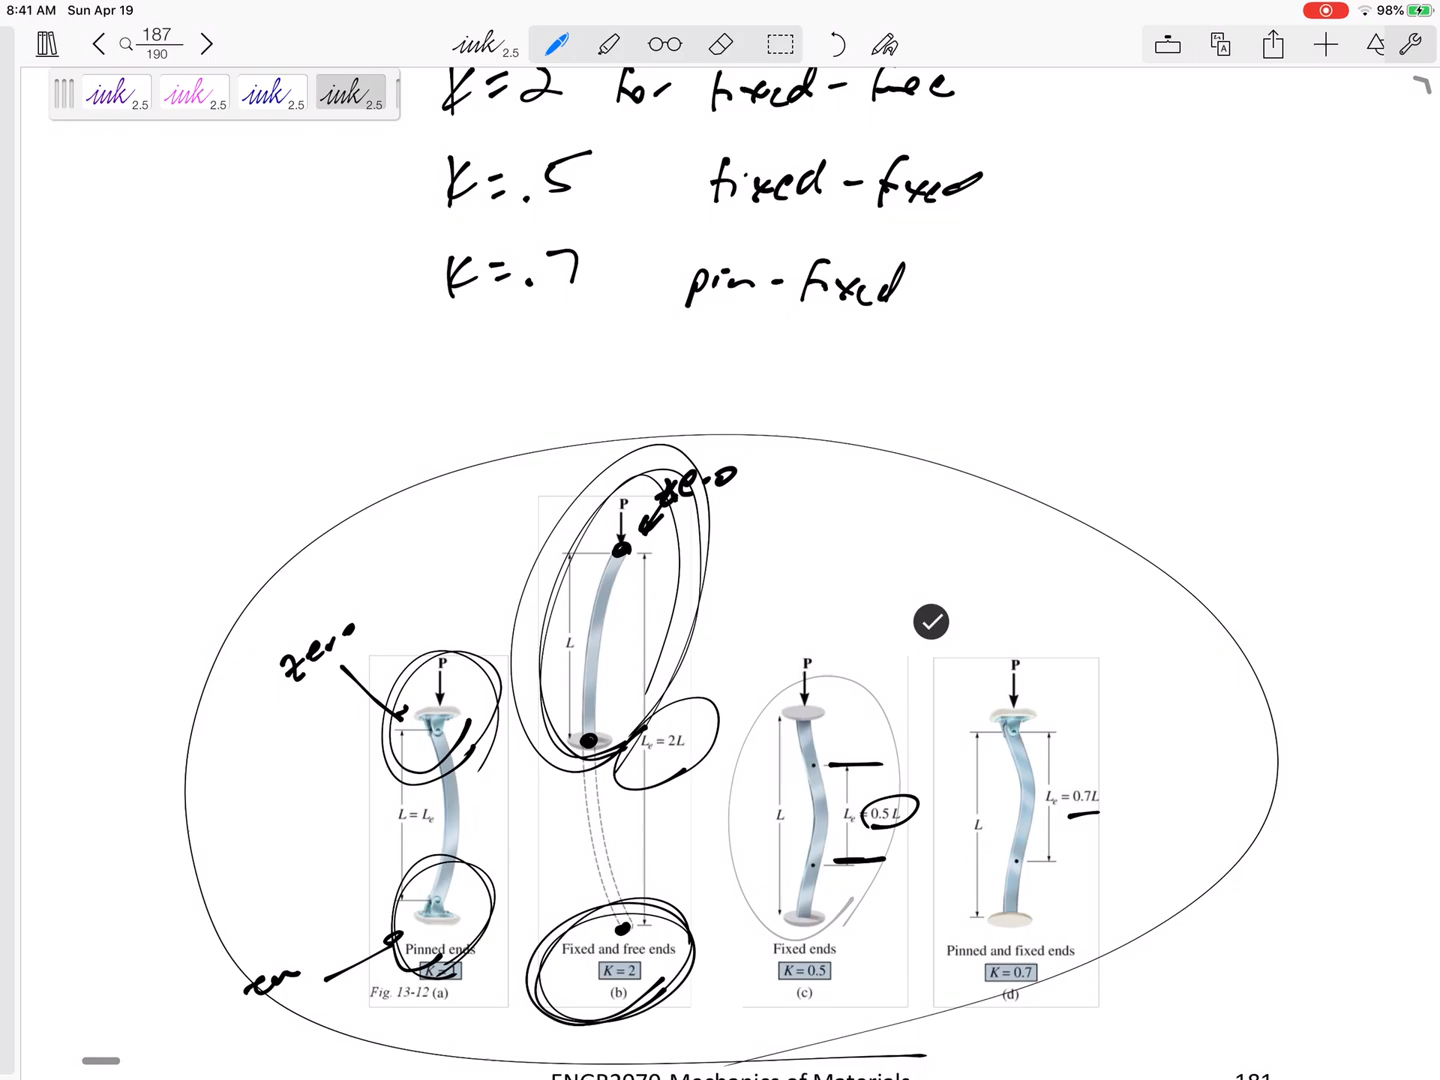 8:41 AM Sun Apr 19
98%
187
190
ink 2.5
ink 2.5 ink 2.5 ink 2.5 ink 2.5
K=2 for fixed-free
K=.5 fixed-fixed
K=.7 pin-fixed
zero
P
L
Le = 2L
Fixed and free ends
K = 2
(b)
zero
P
L = Le
Pinned ends
K = 1
Fig. 13-12 (a)
P
L
Le = 0.5L
Fixed ends
K = 0.5
(c)
P
L
Le = 0.7L
Pinned and fixed ends
K = 0.7
(d)
ENGR2070 Mechanics of Materials
181